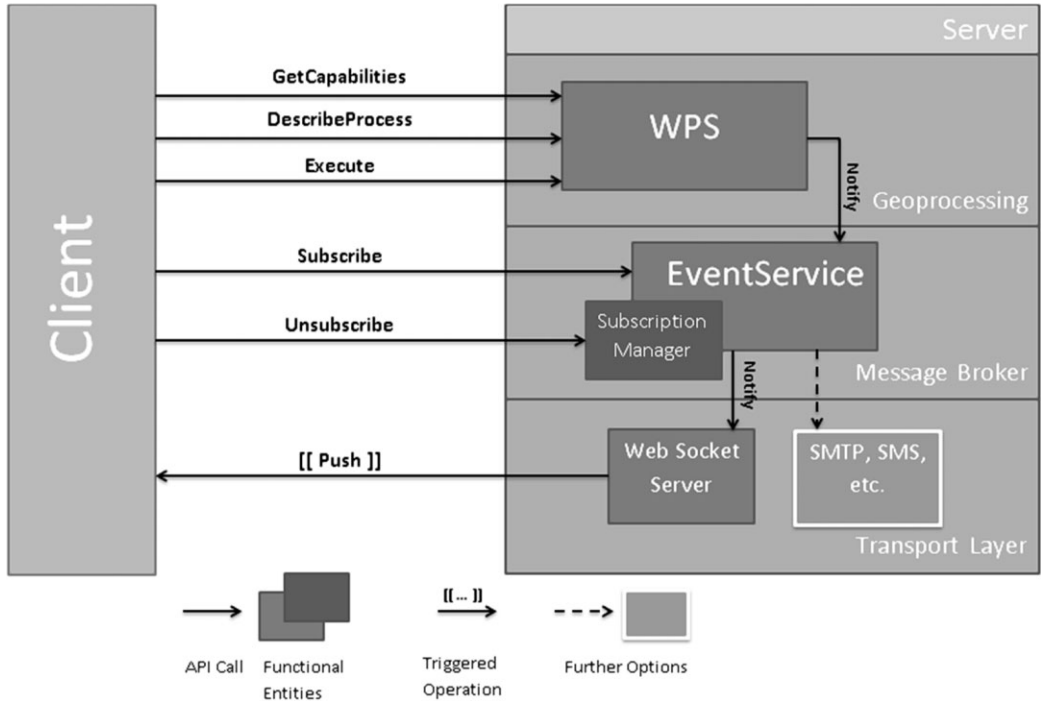 Server
GetCapabilities
DescribeProcess
Execute
WPS
Notify
Geoprocessing
Client
Subscribe
Unsubscribe
EventService
Subscription
Manager
Notify
Message Broker
[[ Push ]]
Web Socket
Server
SMTP, SMS,
etc.
Transport Layer
[[ ... ]]
API Call
Functional
Entities
Triggered
Operation
Further Options